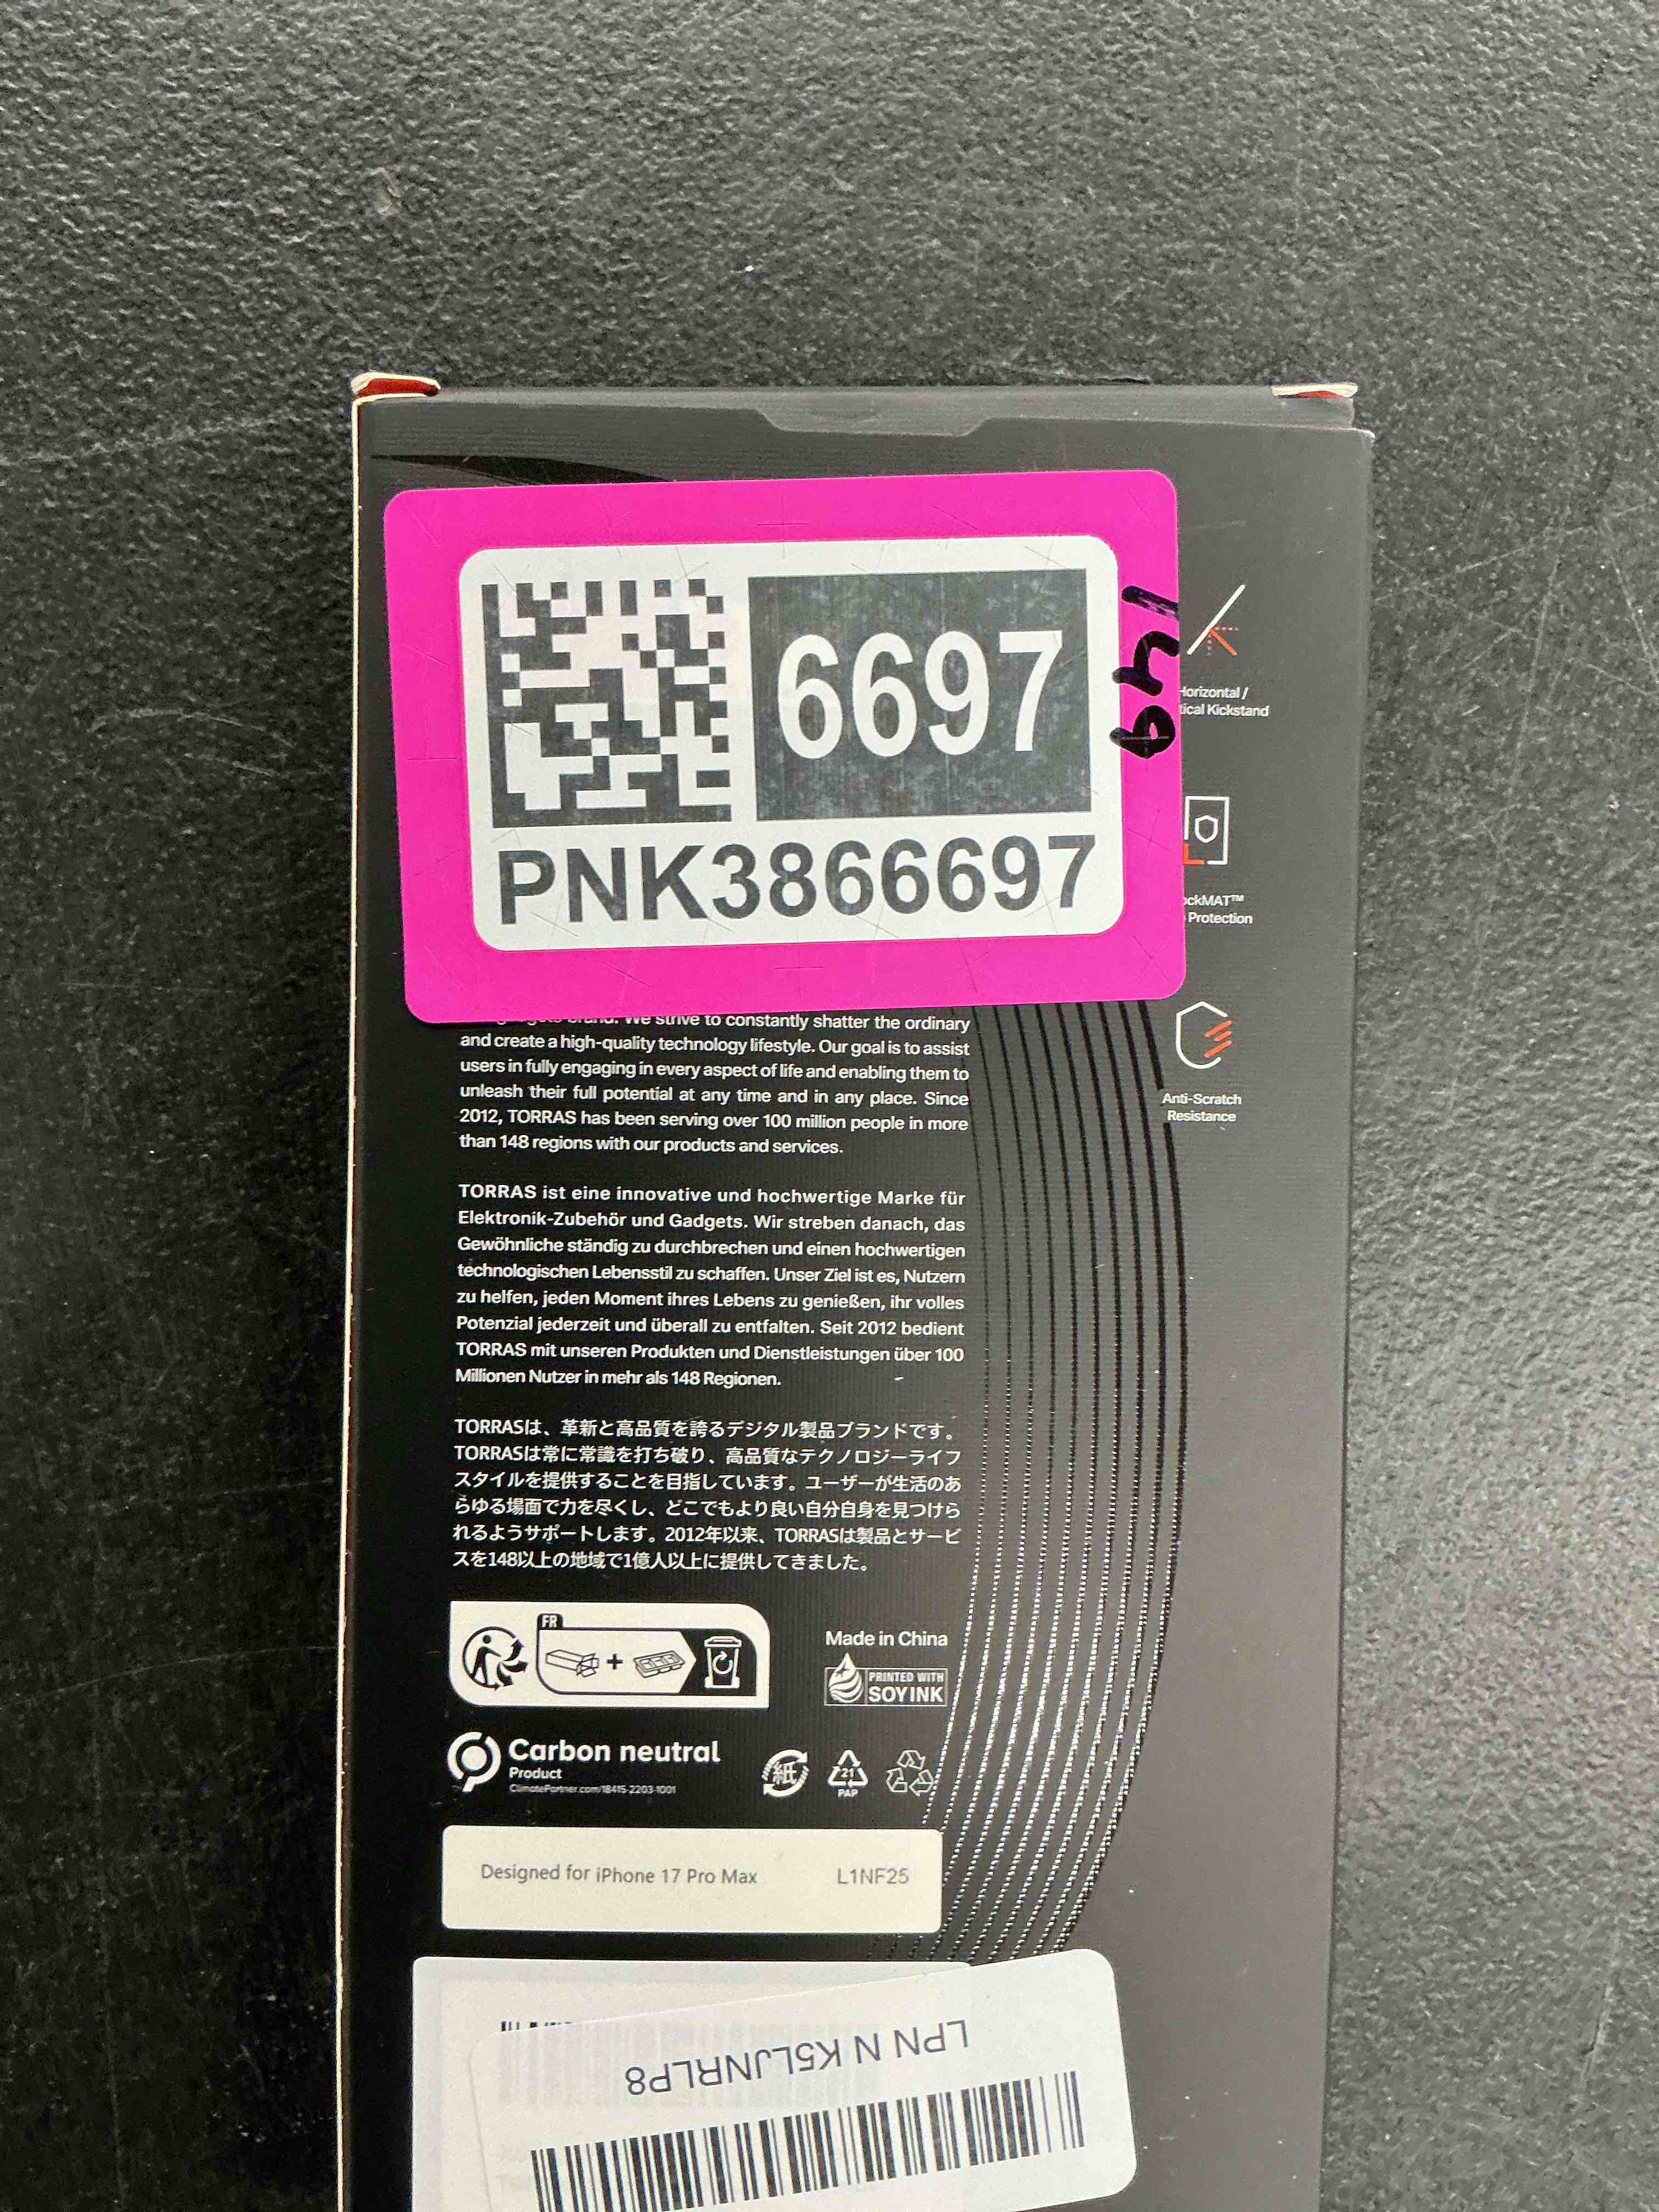 6697
PNK3866697
149
Horizontal /
Kickstand
Protection
Anti-Scratch
Resistance
brand. We strive to constantly shatter the ordinary
and create a high-quality technology lifestyle. Our goal is to assist
users in fully engaging in every aspect of life and enabling them to
unleash their full potential at any time and in any place. Since
2012, TORRAS has been serving over 100 million people in more
than 148 regions with our products and services.
TORRAS ist eine innovative und hochwertige Marke für
Elektronik-Zubehör und Gadgets. Wir streben danach, das
Gewöhnliche ständig zu durchbrechen und einen hochwertigen
technologischen Lebensstil zu schaffen. Unser Ziel ist es, Nutzern
zu helfen, jeden Moment ihres Lebens zu genießen, ihr volles
Potenzial jederzeit und überall zu entfalten. Seit 2012 bedient
TORRAS mit unseren Produkten und Dienstleistungen über 100
Millionen Nutzer in mehr als 148 Regionen.
TORRASは、革新と高品質を誇るデジタル製品ブランドです。
TORRASは常に常識を打ち破り、高品質なテクノロジーライフ
スタイルを提供することを目指しています。ユーザーが生活のあ
らゆる場面で力を尽くし、どこでもより良い自分自身を見つけら
れるようサポートします。2012年以来、TORRASは製品とサービ
スを148以上の地域で1億人以上に提供してきました。
FR
+
Made in China
PRINTED WITH
SOY INK
Carbon neutral
Product
ClimatePartner.com/18415-2203-1001
紙
21
PAP
Designed for iPhone 17 Pro Max L1NF25
LPN N K5LJNRLP8